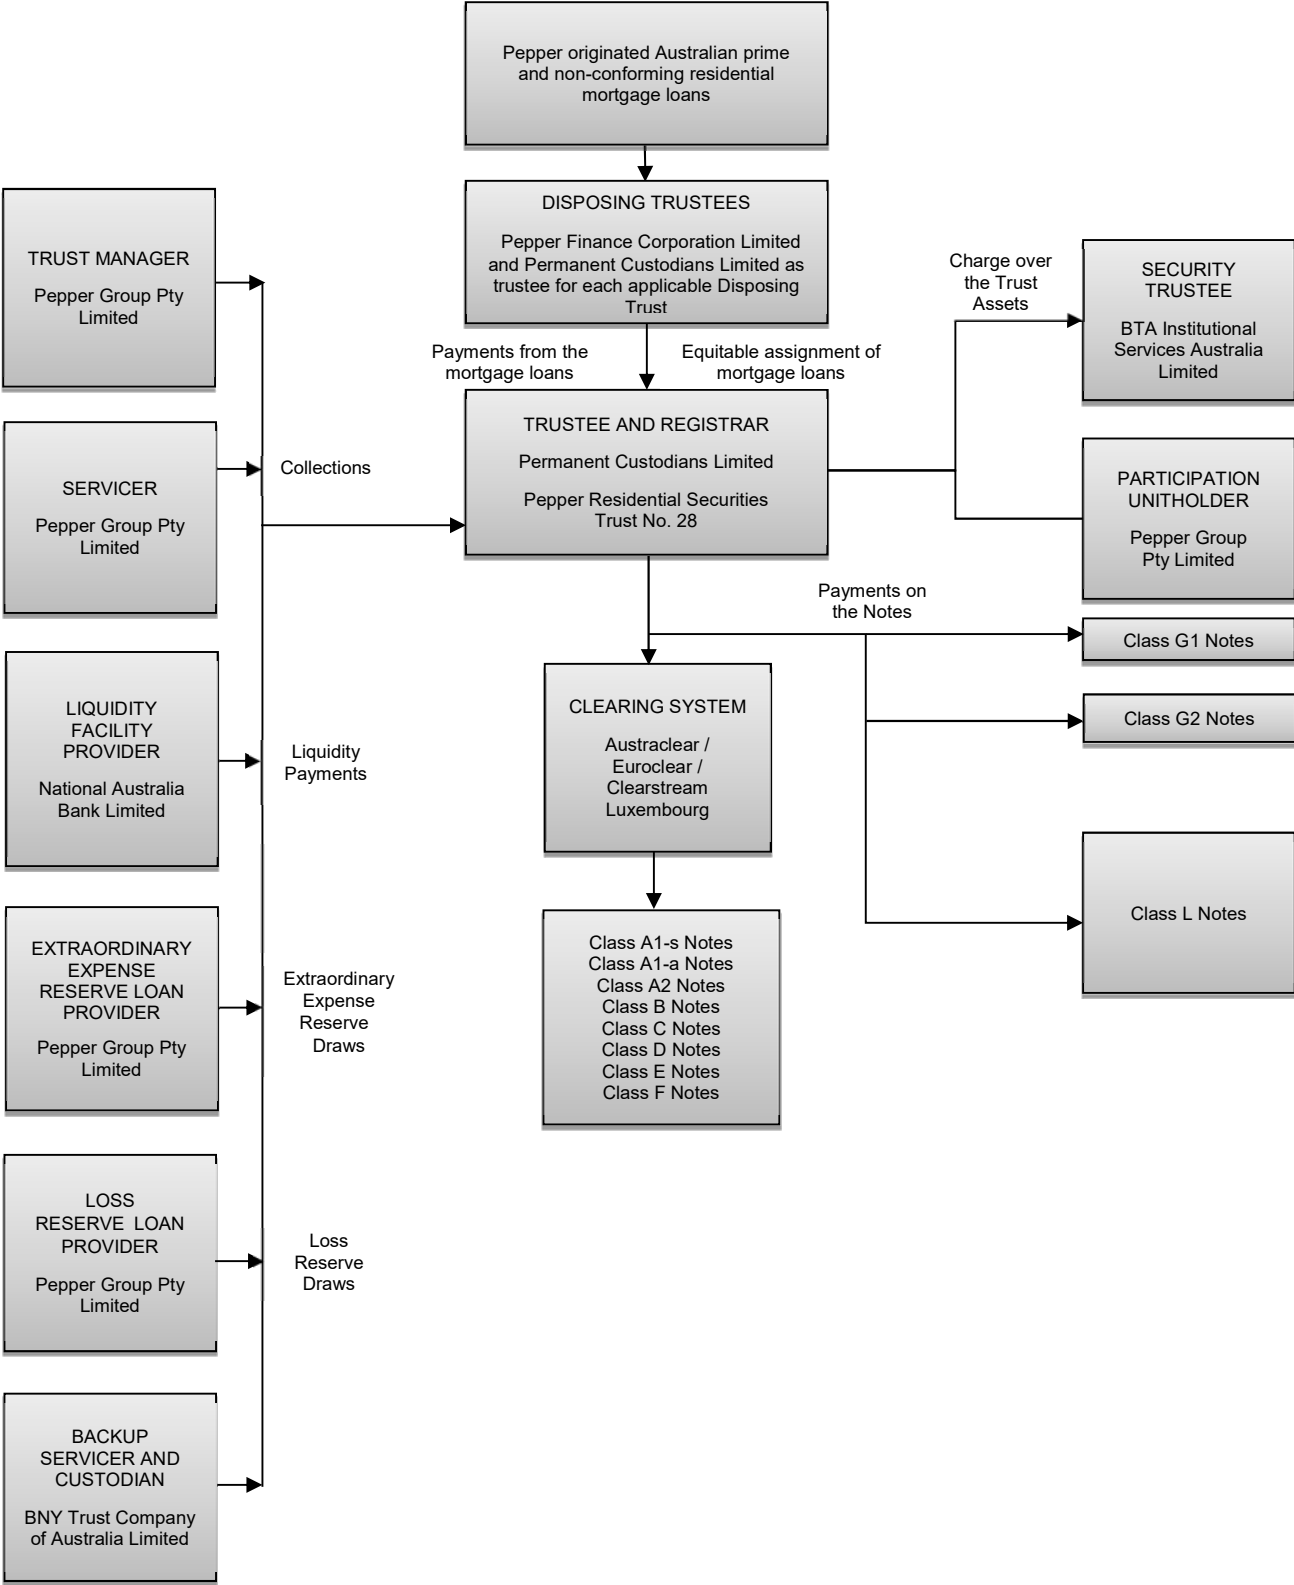 Pepper originated Australian prime
and non-conforming residential
mortgage loans
DISPOSING TRUSTEES
Pepper Finance Corporation Limited
and Permanent Custodians Limited as
trustee for each applicable Disposing
Trust
TRUST MANAGER
Pepper Group Pty
Limited
Charge over
the Trust
Assets
SECURITY
TRUSTEE
BTA Institutional
Services Australia
Limited
Payments from the
mortgage loans
Equitable assignment of
mortgage loans
TRUSTEE AND REGISTRAR
Permanent Custodians Limited
Pepper Residential Securities
Trust No. 28
SERVICER
Pepper Group Pty
Limited
Collections
PARTICIPATION
UNITHOLDER
Pepper Group
Pty Limited
Payments on
the Notes
Class G1 Notes
Class G2 Notes
Class L Notes
LIQUIDITY
FACILITY
PROVIDER
National Australia
Bank Limited
Liquidity
Payments
CLEARING SYSTEM
Austraclear /
Euroclear /
Clearstream
Luxembourg
Class A1-s Notes
Class A1-a Notes
Class A2 Notes
Class B Notes
Class C Notes
Class D Notes
Class E Notes
Class F Notes
EXTRAORDINARY
EXPENSE
RESERVE LOAN
PROVIDER
Pepper Group Pty
Limited
Extraordinary
Expense
Reserve
Draws
LOSS
RESERVE LOAN
PROVIDER
Pepper Group Pty
Limited
Loss
Reserve
Draws
BACKUP
SERVICER AND
CUSTODIAN
BNY Trust Company
of Australia Limited